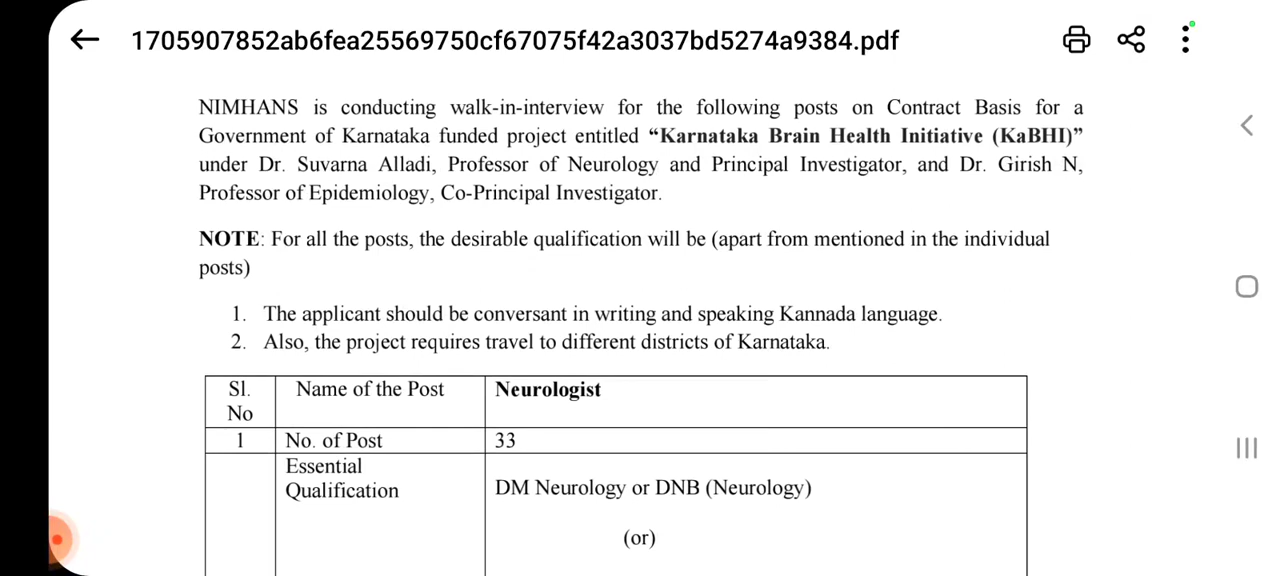 1705907852ab6fea25569750cf67075f42a3037bd5274a9384.pdf
NIMHANS is conducting walk-in-interview for the following posts on Contract Basis for a
Government of Karnataka funded project entitled “Karnataka Brain Health Initiative (KaBHI)”
under Dr. Suvarna Alladi, Professor of Neurology and Principal Investigator, and Dr. Girish N,
Professor of Epidemiology, Co-Principal Investigator.
NOTE: For all the posts, the desirable qualification will be (apart from mentioned in the individual
posts)
1. The applicant should be conversant in writing and speaking Kannada language.
2. Also, the project requires travel to different districts of Karnataka.
Sl. Name of the Post Neurologist
No
1 No. of Post 33
Essential
Qualification DM Neurology or DNB (Neurology)
(or)